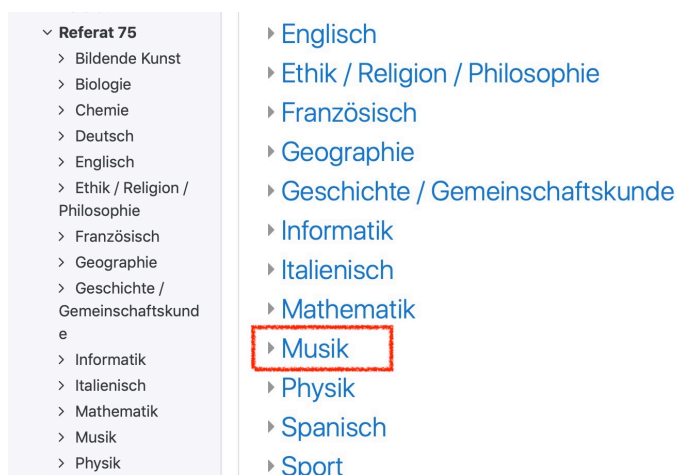 Referat 75
Bildende Kunst
Biologie
Chemie
Deutsch
Englisch
Ethik / Religion /
Philosophie
Französisch
Geographie
Geschichte /
Gemeinschaftskund
e
Informatik
Italienisch
Mathematik
Musik
Physik
Englisch
Ethik / Religion / Philosophie
Französisch
Geographie
Geschichte / Gemeinschaftskunde
Informatik
Italienisch
Mathematik
Musik
Physik
Spanisch
Sport